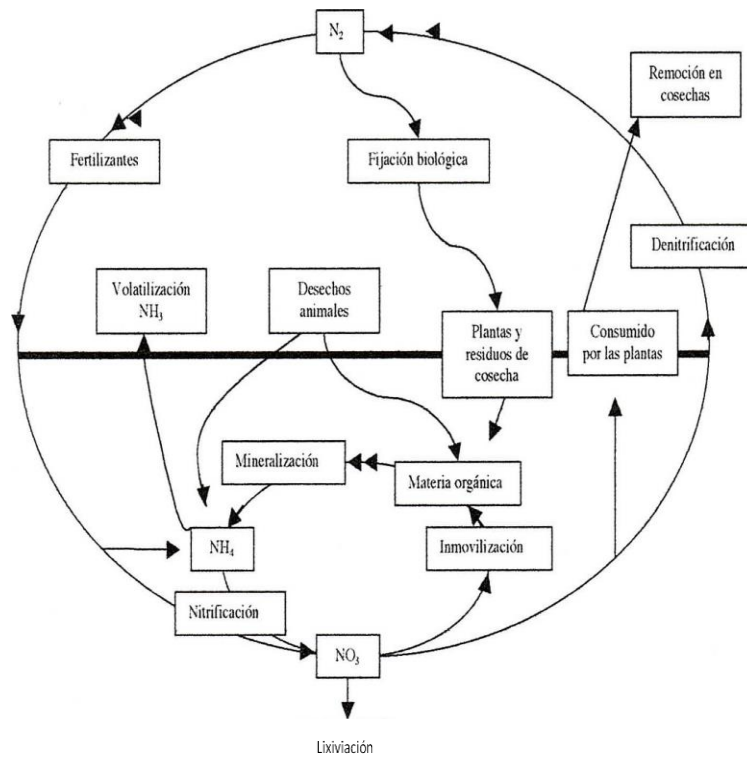 N₂
Remoción en
cosechas
Fertilizantes
Fijación biológica
Denitrificación
Volatilización
NH₃
Desechos
animales
Plantas y
residuos de
cosecha
Consumido
por las plantas
Mineralización
Materia orgánica
NH₄
Inmovilización
Nitrificación
NO₃
Lixiviación